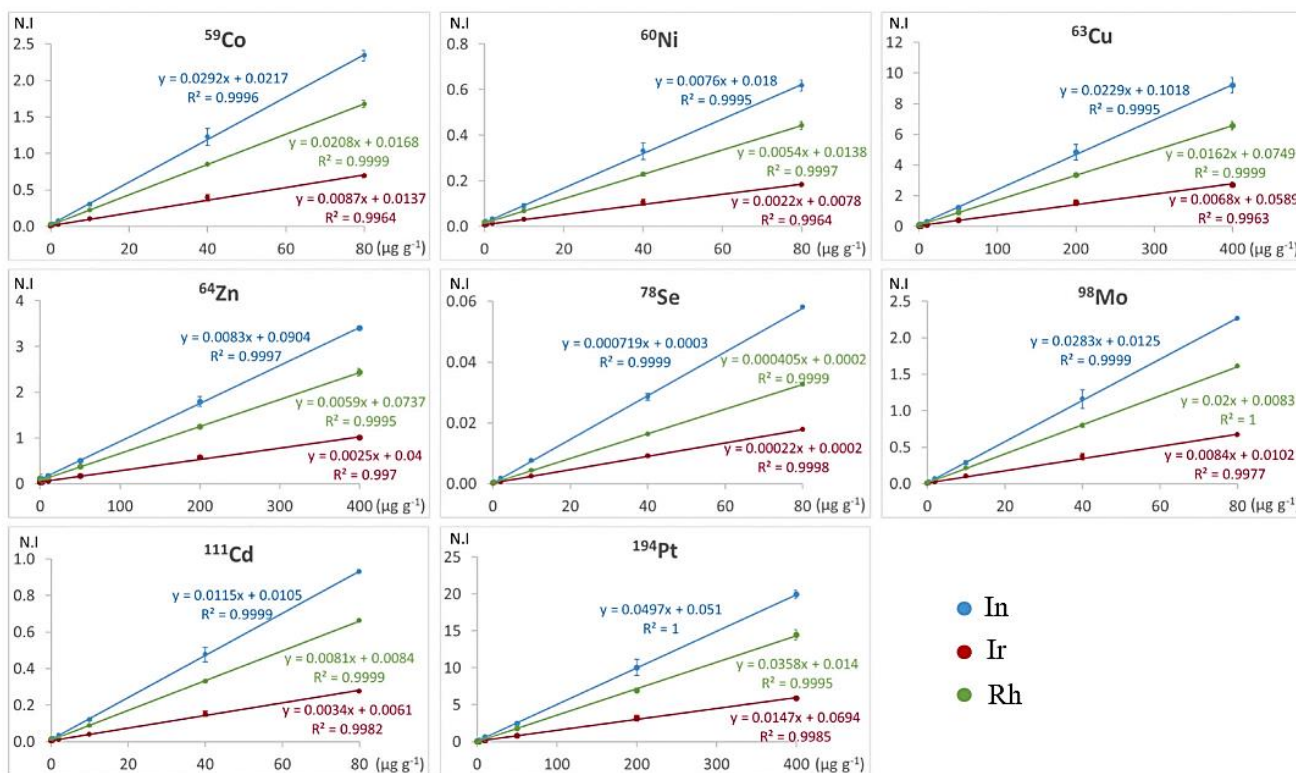 N.I
⁵⁹Co
2.5
2.0
1.5
1.0
0.5
0.0
y = 0.0292x + 0.0217
R² = 0.9996
y = 0.0208x + 0.0168
R² = 0.9999
y = 0.0087x + 0.0137
R² = 0.9964
0 20 40 60 80 (µg g⁻¹)
N.I
⁶⁰Ni
0.8
0.6
0.4
0.2
0.0
y = 0.0076x + 0.018
R² = 0.9995
y = 0.0054x + 0.0138
R² = 0.9997
y = 0.0022x + 0.0078
R² = 0.9964
0 20 40 60 80 (µg g⁻¹)
N.I
⁶³Cu
12
10
8
6
4
2
0
y = 0.0229x + 0.1018
R² = 0.9995
y = 0.0162x + 0.0749
R² = 0.9999
y = 0.0068x + 0.0589
R² = 0.9963
0 100 200 300 400 (µg g⁻¹)
N.I
⁶⁴Zn
4
3
2
1
0
y = 0.0083x + 0.0904
R² = 0.9997
y = 0.0059x + 0.0737
R² = 0.9995
y = 0.0025x + 0.04
R² = 0.997
0 100 200 300 400 (µg g⁻¹)
N.I
⁷⁸Se
0.06
0.04
0.02
0.00
y = 0.000719x + 0.0003
R² = 0.9999
y = 0.000405x + 0.0002
R² = 0.9999
y = 0.00022x + 0.0002
R² = 0.9998
0 20 40 60 80 (µg g⁻¹)
N.I
⁹⁸Mo
2.5
2.0
1.5
1.0
0.5
0.0
y = 0.0283x + 0.0125
R² = 0.9999
y = 0.02x + 0.0083
R² = 1
y = 0.0084x + 0.0102
R² = 0.9977
0 20 40 60 80 (µg g⁻¹)
N.I
¹¹¹Cd
1.0
0.8
0.6
0.4
0.2
0.0
y = 0.0115x + 0.0105
R² = 0.9999
y = 0.0081x + 0.0084
R² = 0.9999
y = 0.0034x + 0.0061
R² = 0.9982
0 20 40 60 80 (µg g⁻¹)
N.I
¹⁹⁴Pt
25
20
15
10
5
0
y = 0.0497x + 0.051
R² = 1
y = 0.0358x + 0.014
R² = 0.9995
y = 0.0147x + 0.0694
R² = 0.9985
0 100 200 300 400 (µg g⁻¹)
In
Ir
Rh